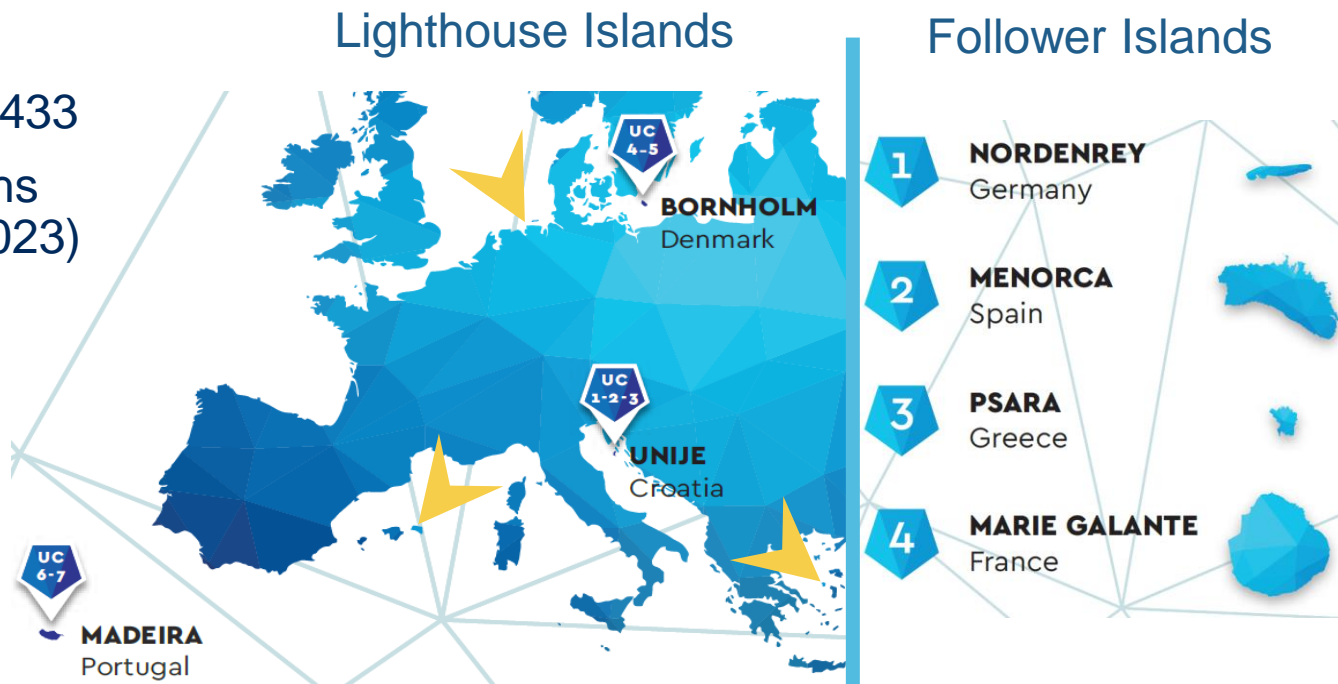 Lighthouse Islands
Follower Islands
433
ns
023)
UC
4-5
BORNHOLM
Denmark
UC
1-2-3
UNIJE
Croatia
UC
6-7
MADEIRA
Portugal
1
NORDENREY
Germany
2
MENORCA
Spain
3
PSARA
Greece
4
MARIE GALANTE
France